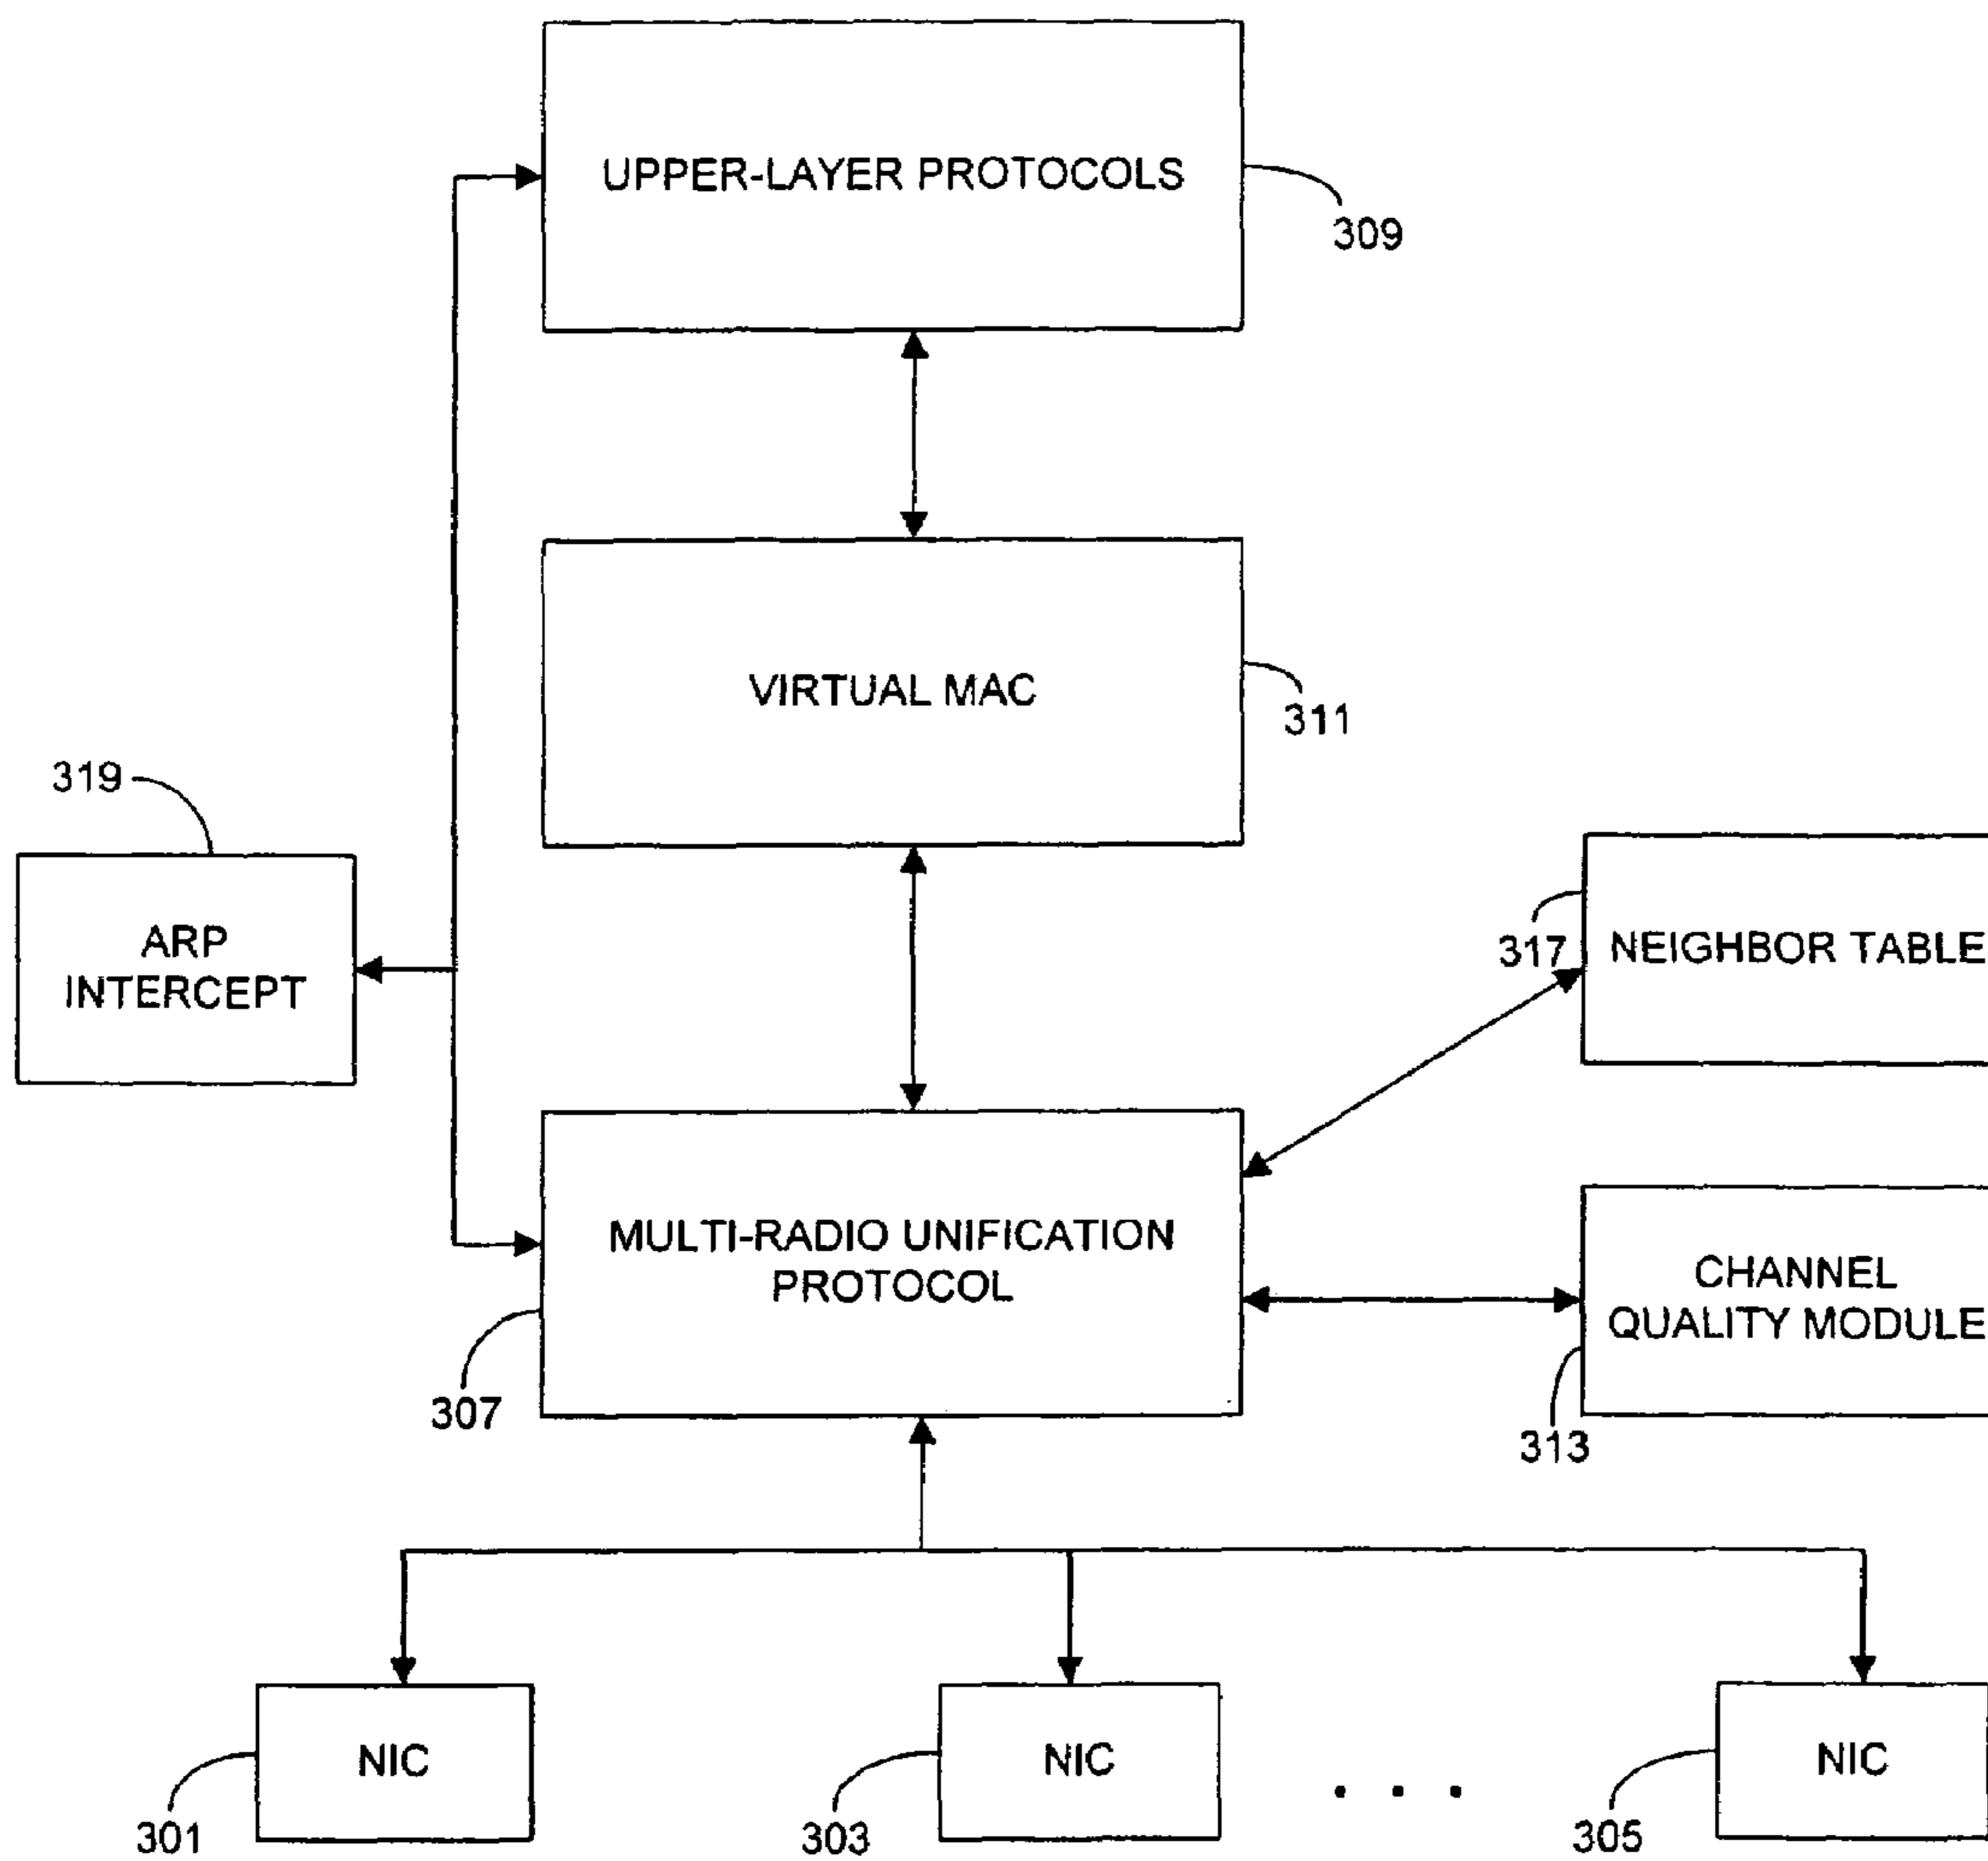 UPPER-LAYER PROTOCOLS
309
VIRTUAL MAC
311
319
ARP
INTERCEPT
317
NEIGHBOR TABLE
MULTI-RADIO UNIFICATION
PROTOCOL
307
CHANNEL
QUALITY MODULE
313
NIC
301
NIC
303
. . .
NIC
305